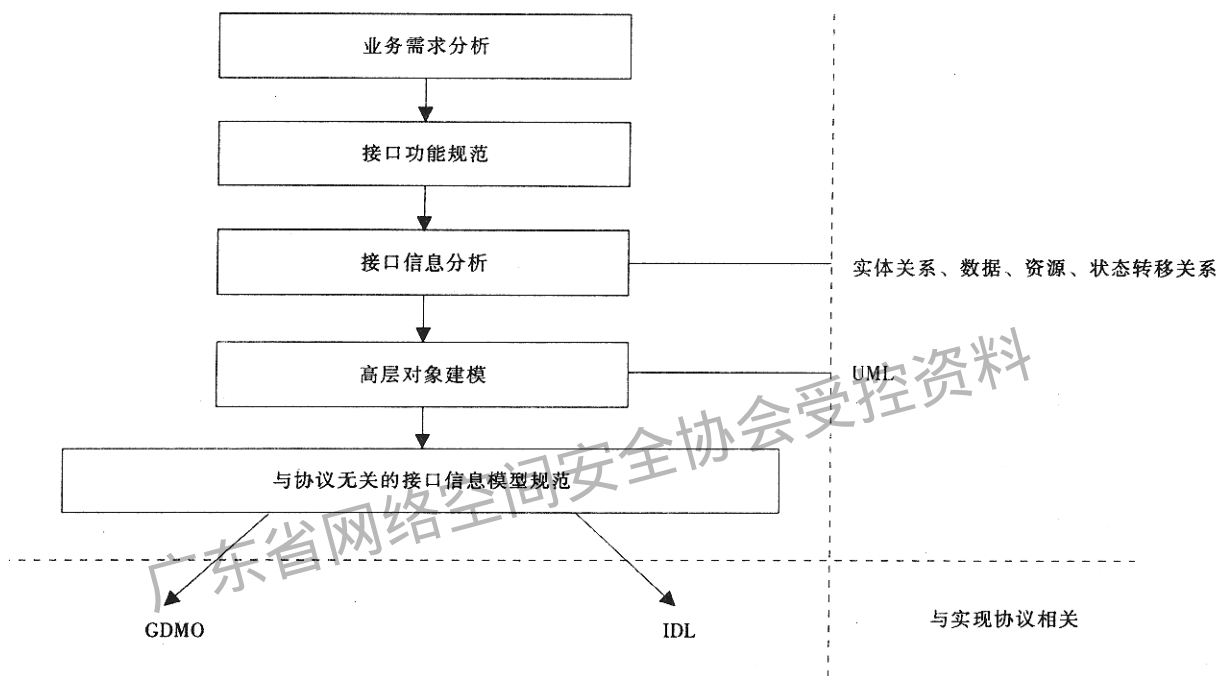 业务需求分析
接口功能规范
接口信息分析
实体关系、数据、资源、状态转移关系
高层对象建模
UML
与协议无关的接口信息模型规范
GDMO
IDL
与实现协议相关
广东省网络空间安全协会受控资料